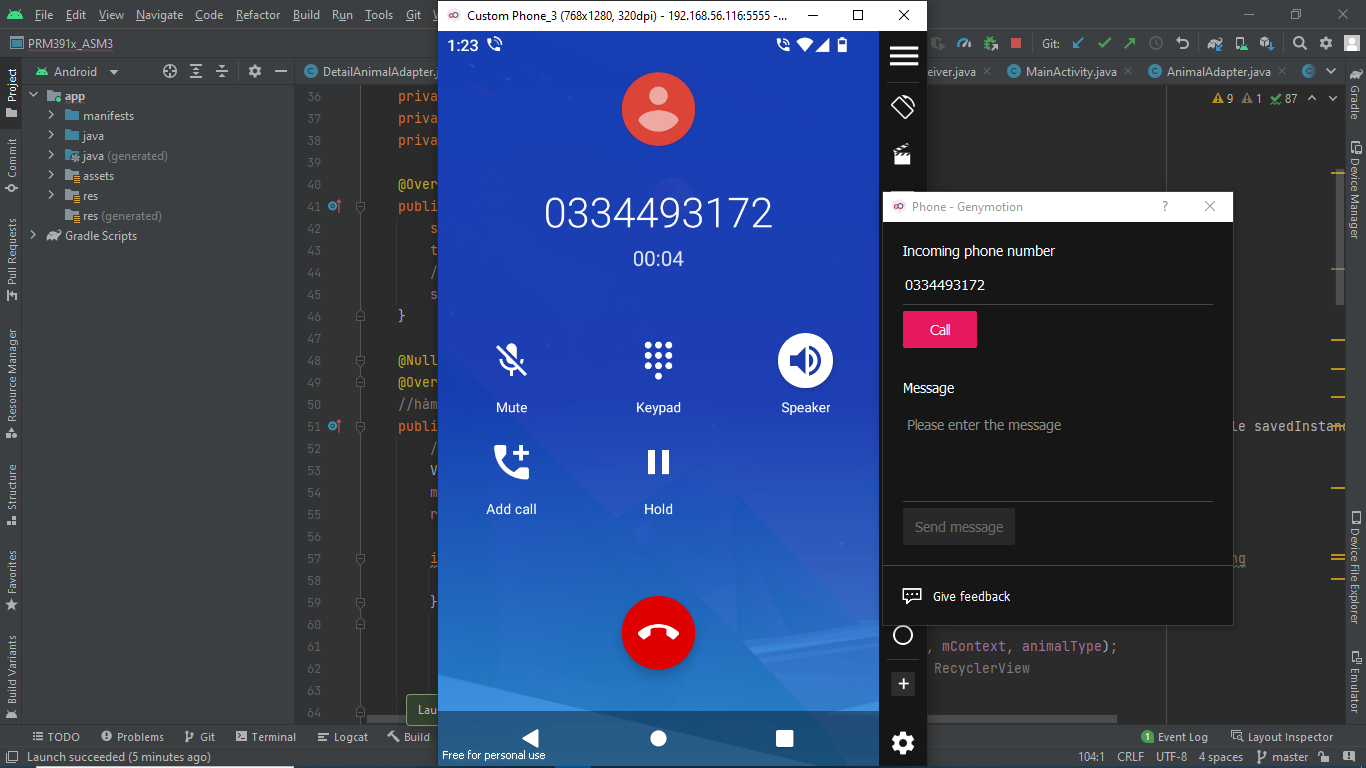 File Edit View Navigate Code Refactor Build Run Tools Git
Custom Phone_3 (768x1280, 320dpi) - 192.168.56.116:5555 -...
PRM391x_ASM3
Git:
Android
DetailAnimalAdapter.j
eiver.java
MainActivity.java
AnimalAdapter.java
Project
Commit
Pull Requests
Resource Manager
Structure
Favorites
Build Variants
app
manifests
java
java (generated)
assets
res
res (generated)
Gradle Scripts
9 1 87
36 priva
37 priva
38 priva
39
40 @Over
41 publi
42 s
43 t
44 /
45 s
46 }
47
48 @Null
49 @Over
50 //hàm
51 publi
le savedInstanc
52 /
53 V
54 m
55 r
56
57 i
ng
58
59 }
60
61
, mContext, animalType);
62
RecyclerView
63
64
Lau
1:23
0334493172
00:04
Mute
Keypad
Speaker
Add call
Hold
Free for personal use
Phone - Genymotion
?
Incoming phone number
0334493172
Call
Message
Please enter the message
Send message
Give feedback
Gradle
Device Manager
Device File Explorer
Emulator
TODO Problems Git Terminal Logcat Build
1 Event Log Layout Inspector
Launch succeeded (5 minutes ago)
104:1 CRLF UTF-8 4 spaces master